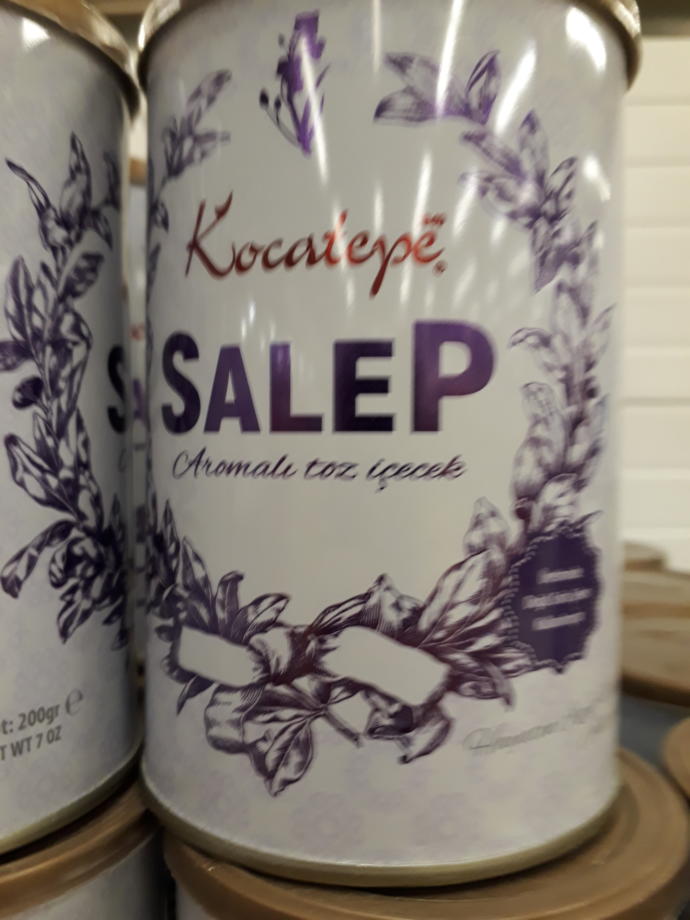 Kocatepe
SALEP
Aromalı toz içecek
t: 200gr e
T WT 7 OZ